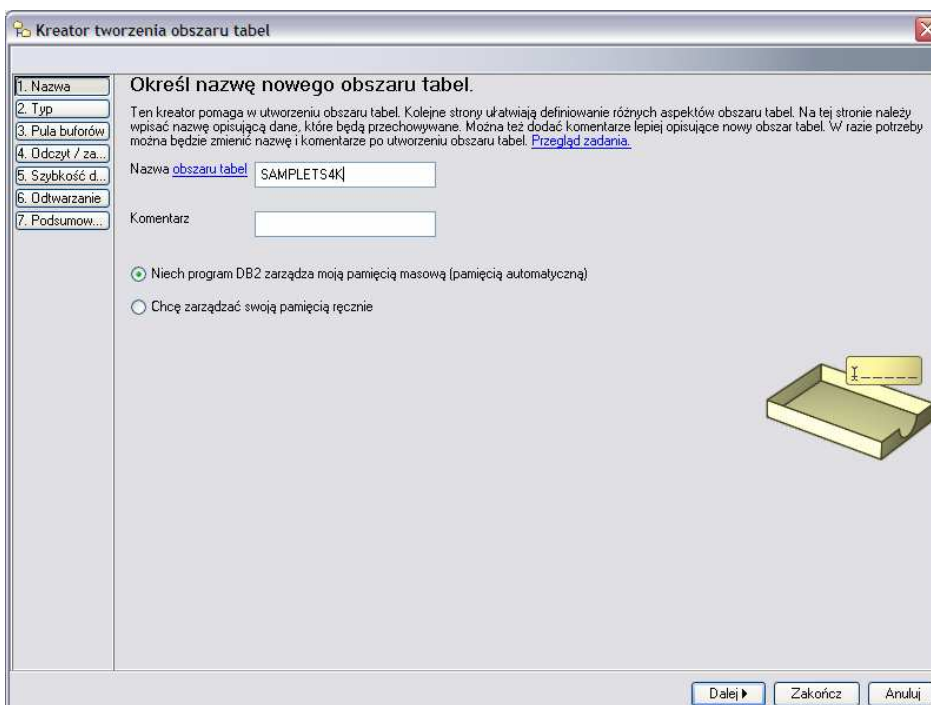 Kreator tworzenia obszaru tabel
1. Nazwa
2. Typ
3. Pula buforów
4. Odczyt / za...
5. Szybkość d...
6. Odtwarzanie
7. Podsumow...
Określ nazwę nowego obszaru tabel.
Ten kreator pomaga w utworzeniu obszaru tabel. Kolejne strony ułatwiają definiowanie różnych aspektów obszaru tabel. Na tej stronie należy
wpisać nazwę opisującą dane, które będą przechowywane. Można też dodać komentarze lepiej opisujące nowy obszar tabel. W razie potrzeby
można będzie zmienić nazwę i komentarze po utworzeniu obszaru tabel. Przegląd zadania.
Nazwa obszaru tabel SAMPLETS4K
Komentarz
Niech program DB2 zarządza moją pamięcią masową (pamięcią automatyczną)
Chcę zarządzać swoją pamięcią ręcznie
Dalej Zakończ Anuluj